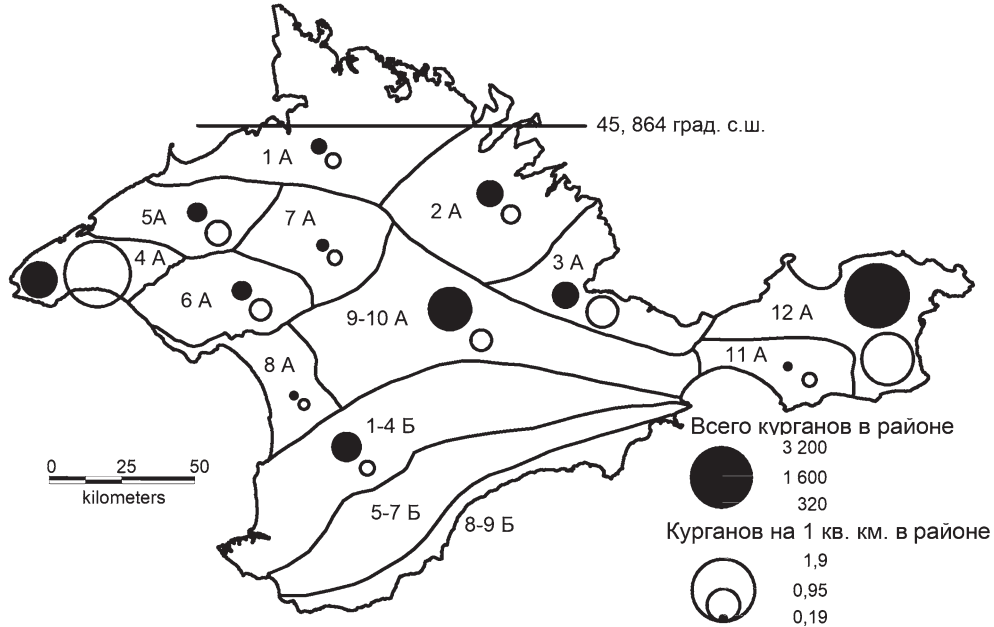 45, 864 град. с.ш.
1 А
2 А
5А
7 А
4 А
3 А
6 А
9-10 А
12 А
8 А
11 А
1-4 Б
5-7 Б
8-9 Б
0 25 50
kilometers
Всего курганов в районе
3 200
1 600
320
Курганов на 1 кв. км. в районе
1,9
0,95
0,19